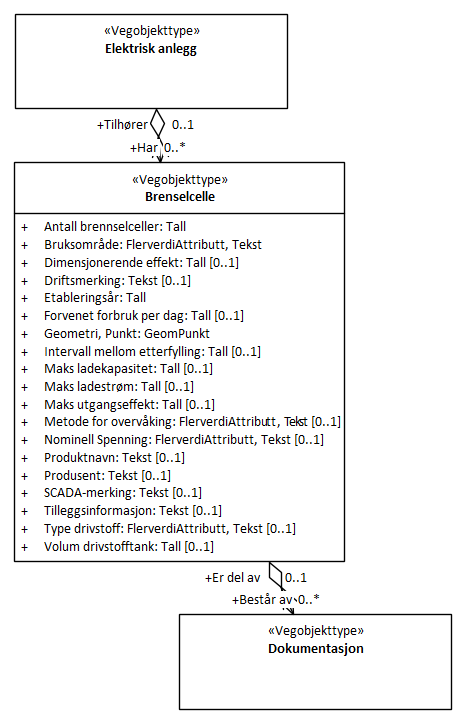 «Vegobjekttype»
Elektrisk anlegg
+Tilhører 0..1
+Har 0..*
«Vegobjekttype»
Brenselcelle
+ Antall brennselceller: Tall
+ Bruksområde: FlerverdiAttributt, Tekst
+ Dimensjonerende effekt: Tall [0..1]
+ Driftsmerking: Tekst [0..1]
+ Etableringsår: Tall
+ Forvenet forbruk per dag: Tall [0..1]
+ Geometri, Punkt: GeomPunkt
+ Intervall mellom etterfylling: Tall [0..1]
+ Maks ladekapasitet: Tall [0..1]
+ Maks ladestrøm: Tall [0..1]
+ Maks utgangseffekt: Tall [0..1]
+ Metode for overvåking: FlerverdiAttributt, Tekst [0..1]
+ Nominell Spenning: FlerverdiAttributt, Tekst [0..1]
+ Produktnavn: Tekst [0..1]
+ Produsent: Tekst [0..1]
+ SCADA-merking: Tekst [0..1]
+ Tilleggsinformasjon: Tekst [0..1]
+ Type drivstoff: FlerverdiAttributt, Tekst [0..1]
+ Volum drivstofftank: Tall [0..1]
+Er del av 0..1
+Består av 0..*
«Vegobjekttype»
Dokumentasjon